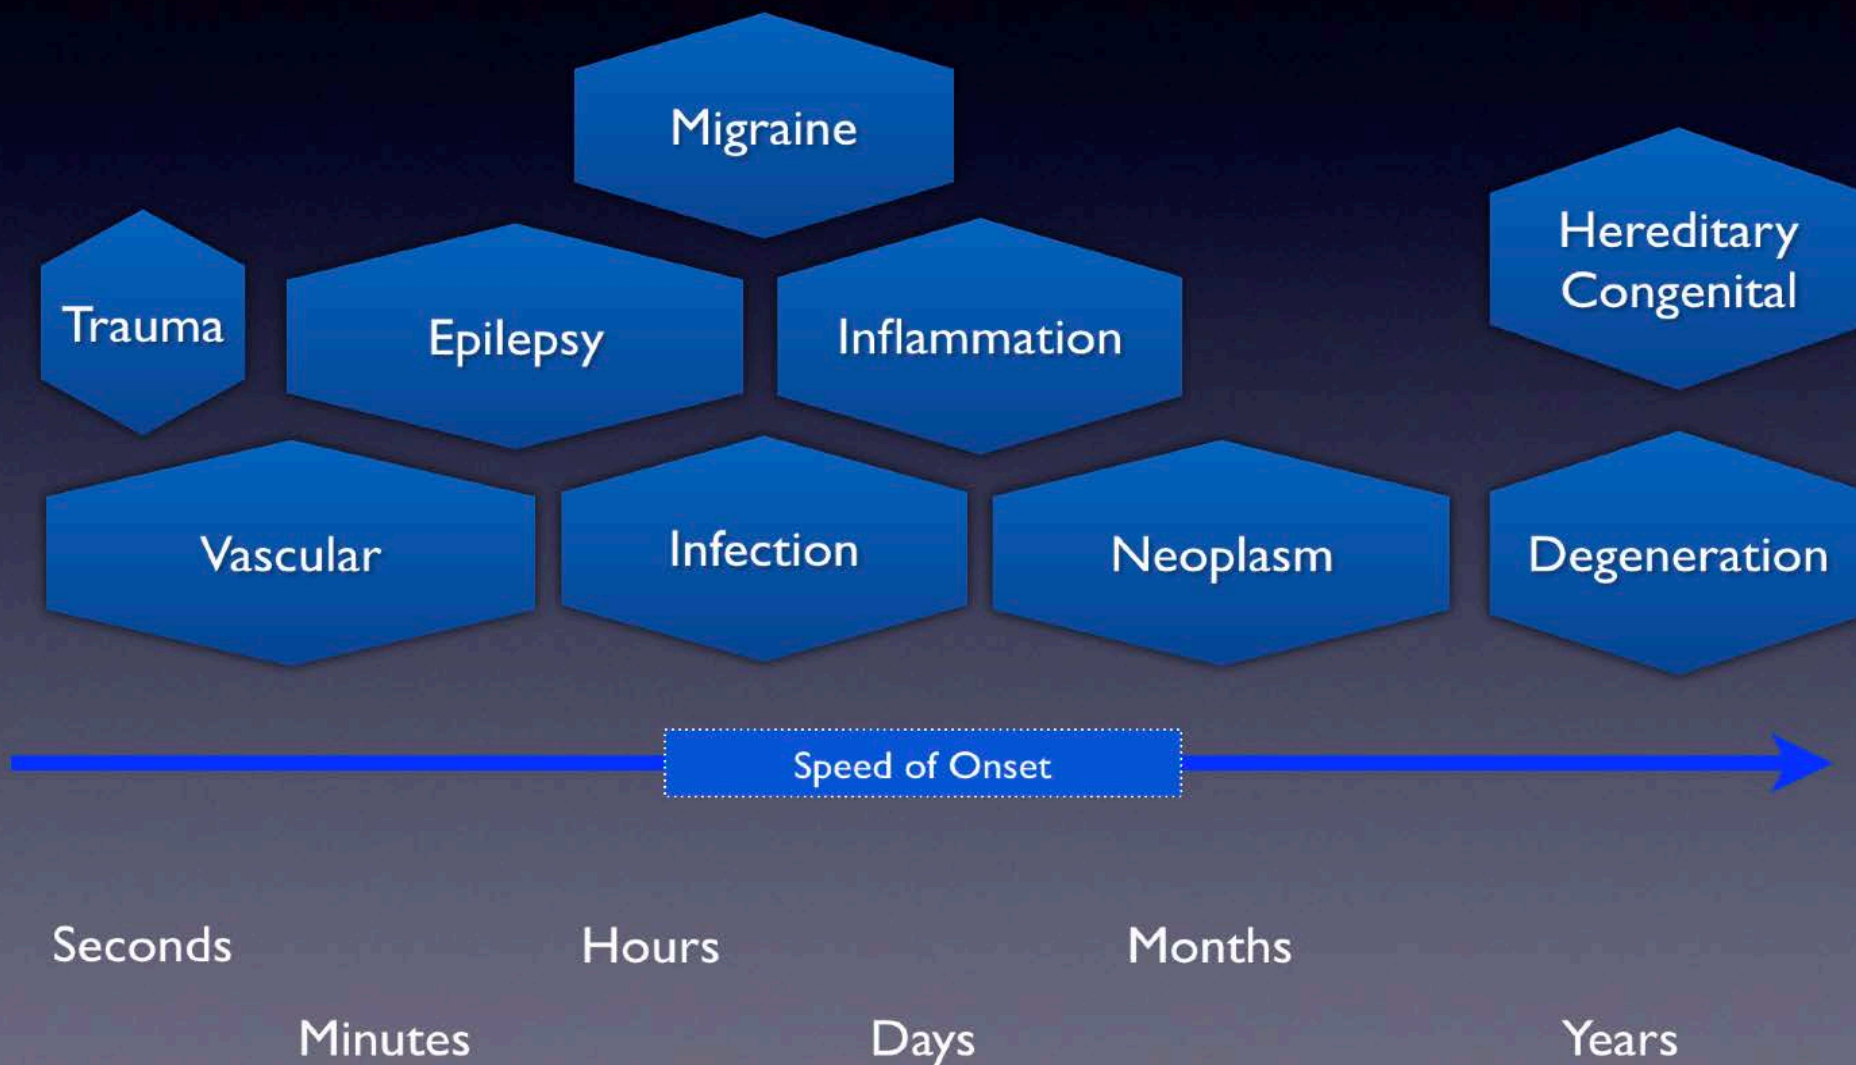 Migraine
Hereditary
Congenital
Trauma
Epilepsy
Inflammation
Vascular
Infection
Neoplasm
Degeneration
Speed of Onset
Seconds
Hours
Months
Minutes
Days
Years